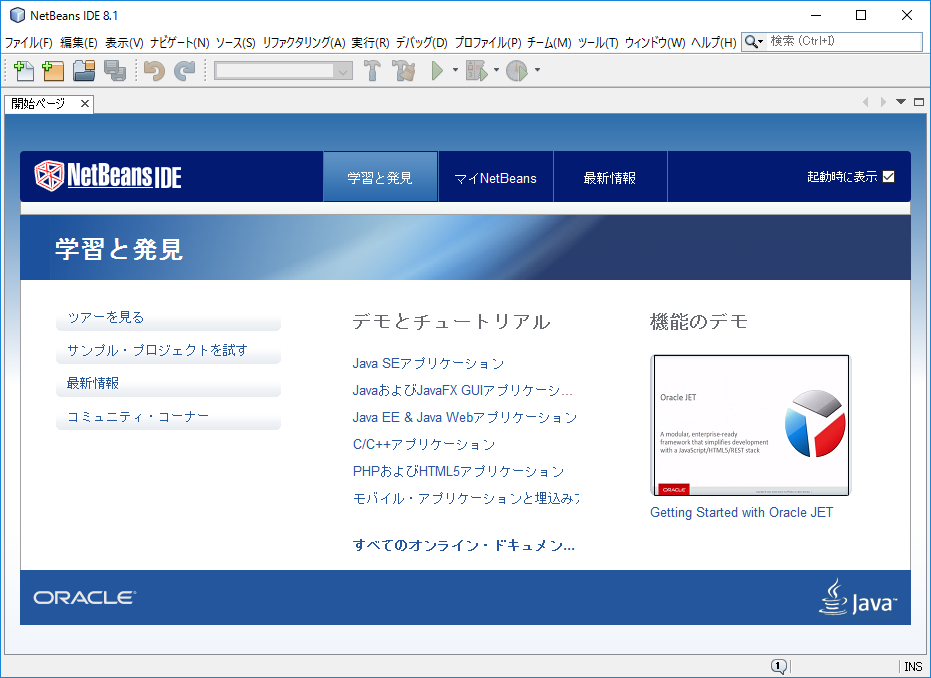 NetBeans IDE 8.1
ファイル(F) 編集(E) 表示(V) ナビゲート(N) ソース(S) リファクタリング(A) 実行(R) デバッグ(D) プロファイル(P) チーム(M) ツール(T) ウィンドウ(W) ヘルプ(H) 検索 (Ctrl+I)
開始ページ
NetBeans IDE 学習と発見 マイNetBeans 最新情報 起動時に表示
学習と発見
ツアーを見る
サンプル・プロジェクトを試す
最新情報
コミュニティ・コーナー
デモとチュートリアル
Java SEアプリケーション
JavaおよびJavaFX GUIアプリケーシ...
Java EE & Java Webアプリケーション
C/C++アプリケーション
PHPおよびHTML5アプリケーション
モバイル・アプリケーションと埋込み
すべてのオンライン・ドキュメン...
機能のデモ
Oracle JET
A modular, enterprise-ready
framework that simplifies development
with a JavaScript/HTML5/REST stack
ORACLE
Getting Started with Oracle JET
ORACLE Java
1 INS